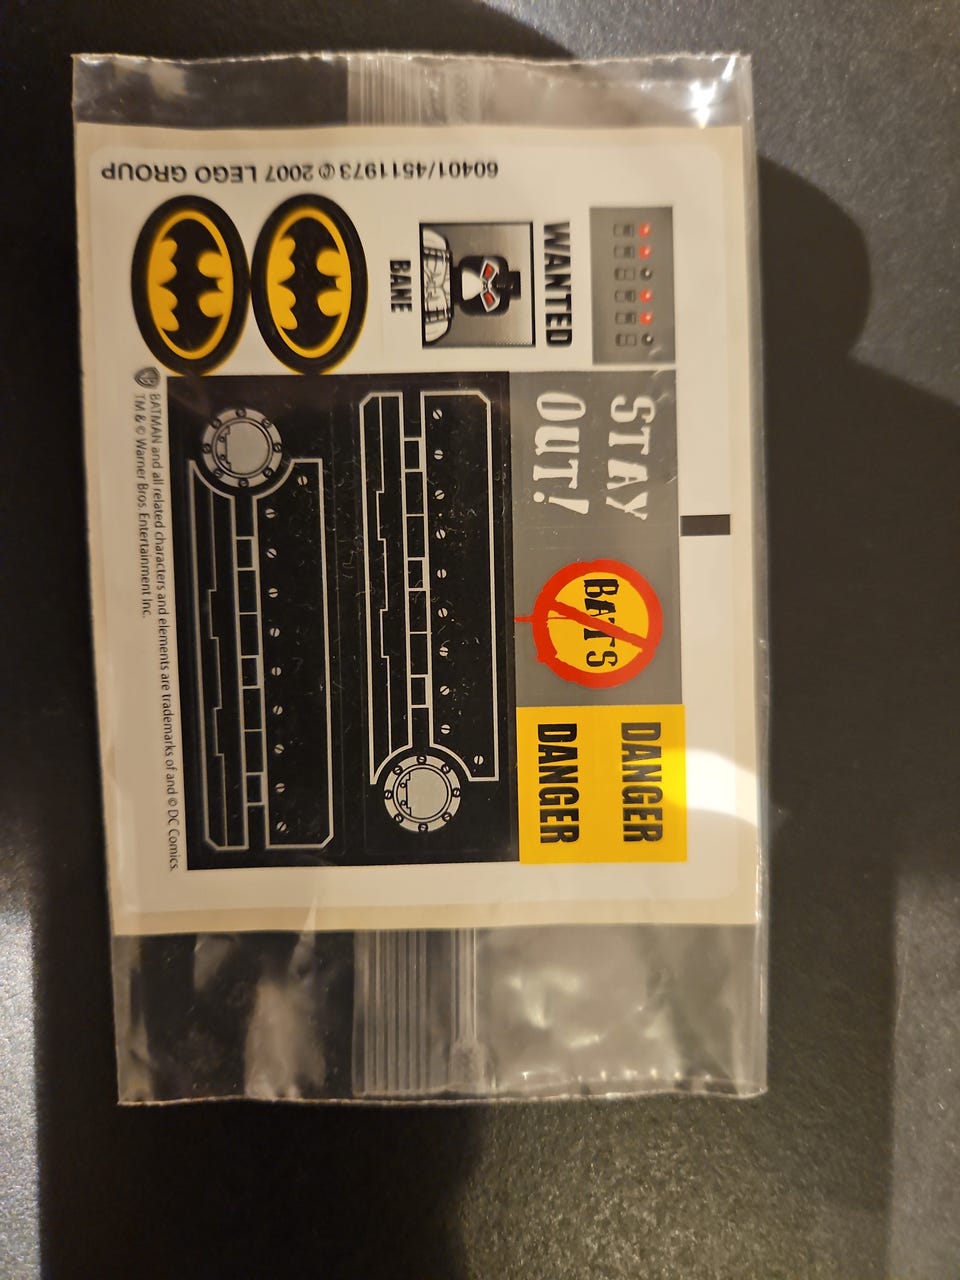 60401/4511973 © 2007 LEGO GROUP
WANTED
BANE
STAY
OUT!
BATS
DANGER
DANGER
BATMAN and all related characters and elements are trademarks of and © DC Comics.
TM & © Warner Bros. Entertainment Inc.